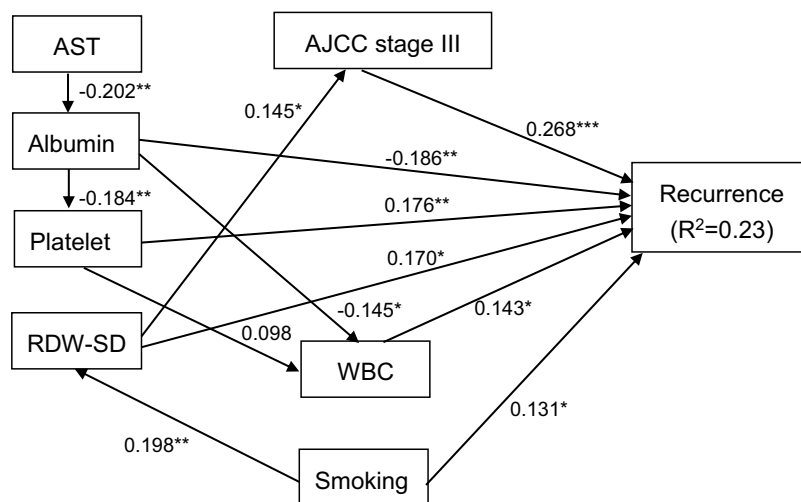 AST
AJCC stage III
-0.202**
0.145*
0.268***
Albumin
-0.186**
Recurrence
(R²=0.23)
-0.184**
0.176**
Platelet
0.170*
-0.145*
0.143*
0.098
RDW-SD
WBC
0.131*
0.198**
Smoking